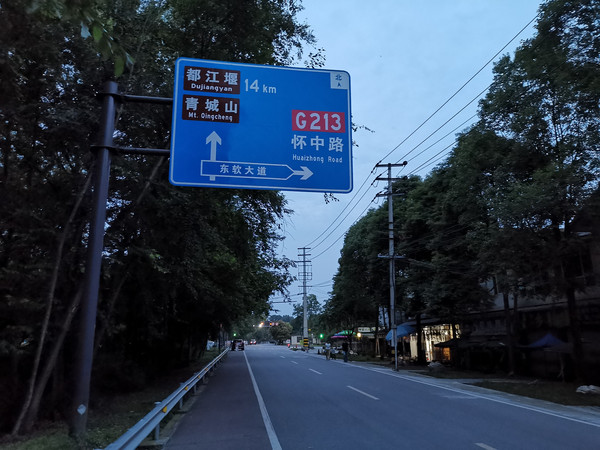 北
都江堰 14 km
Dujiangyan
青城山
Mt. Qingcheng
G213
怀中路
Huaizhong Road
东软大道